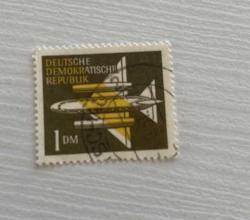 DEUTSCHE
DEMOKRATISCHE
REPUBLIK
1 DM